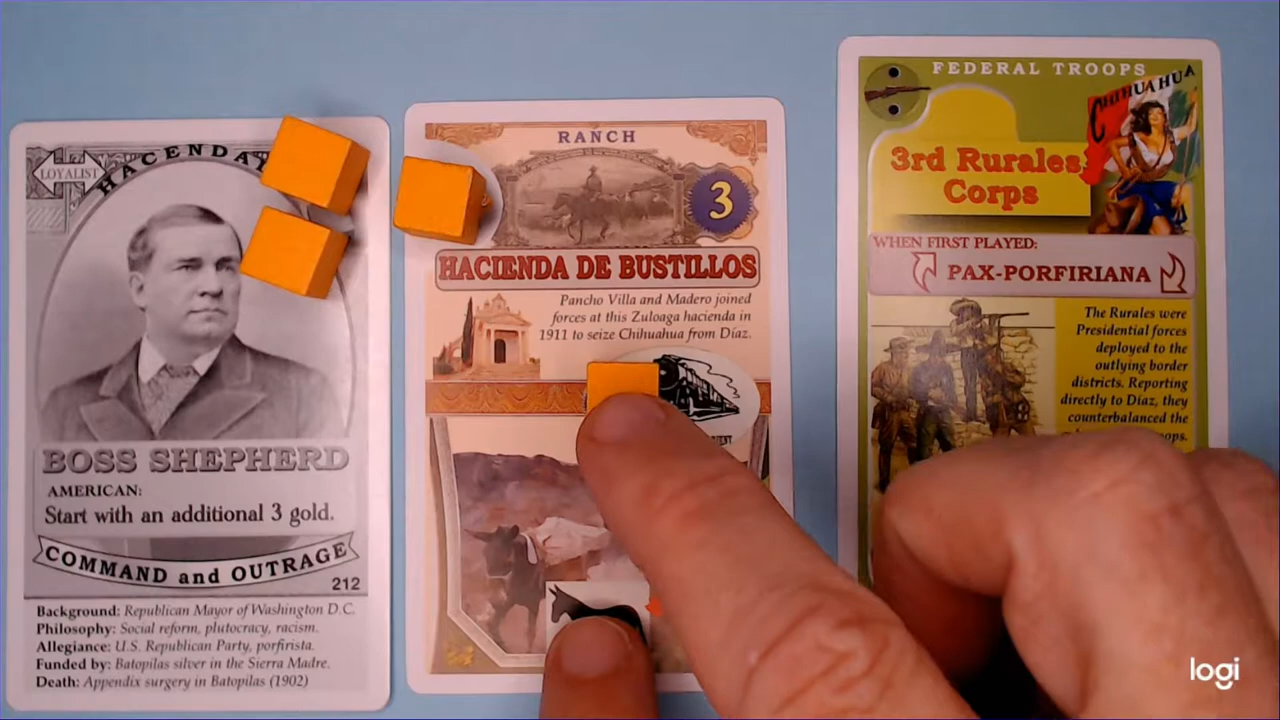 LOYALIST
HACENDADO
BOSS SHEPHERD
AMERICAN:
Start with an additional 3 gold.
COMMAND and OUTRAGE
212
Background: Republican Mayor of Washington D.C.
Philosophy: Social reform, plutocracy, racism.
Allegiance: U.S. Republican Party, porfirista.
Funded by: Batopilas silver in the Sierra Madre.
Death: Appendix surgery in Batopilas (1902)
RANCH
3
HACIENDA DE BUSTILLOS
Pancho Villa and Madero joined
forces at this Zuloaga hacienda in
1911 to seize Chihuahua from Díaz.
FEDERAL TROOPS
CHIHUAHUA
3rd Rurales
Corps
WHEN FIRST PLAYED:
PAX-PORFIRIANA
The Rurales were
Presidential forces
deployed to the
outlying border
districts. Reporting
directly to Díaz, they
counterbalanced the
logi